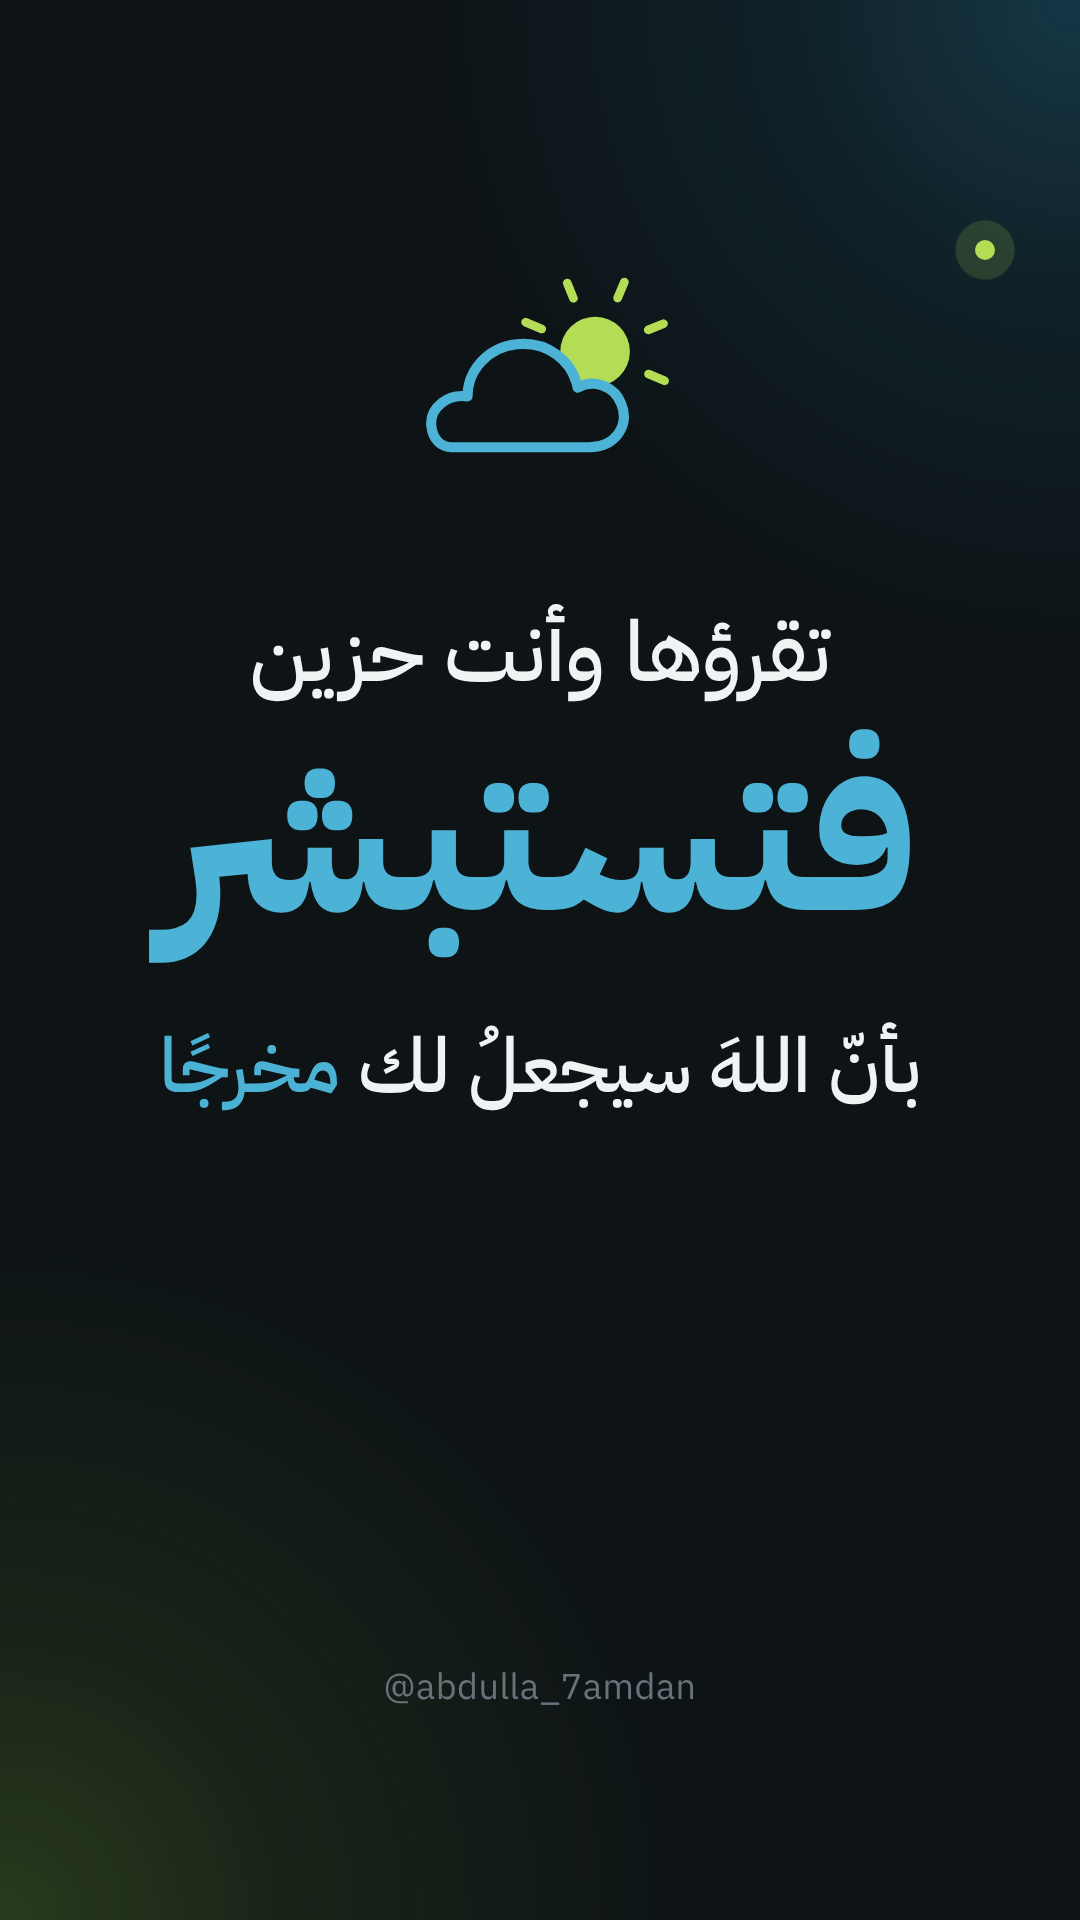 تقرؤها وأنت حزين
فتستبشر
بأنّ اللهَ سيجعلُ لك مخرجًا
@abdulla_7amdan